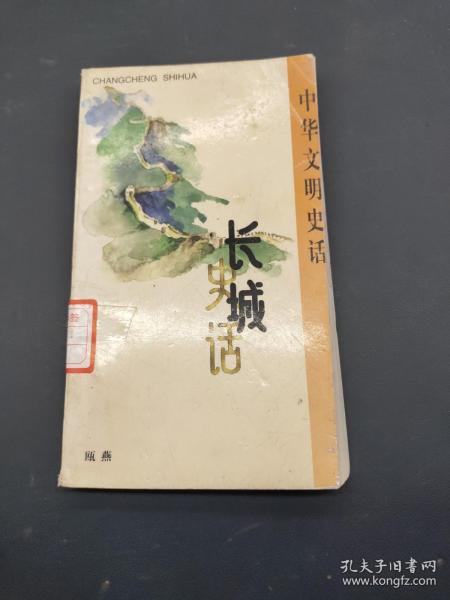 CHANGCHENG SHIHUA
中华文明史话
长城
史话
瓯燕
孔夫子旧书网
www.kongfz.com